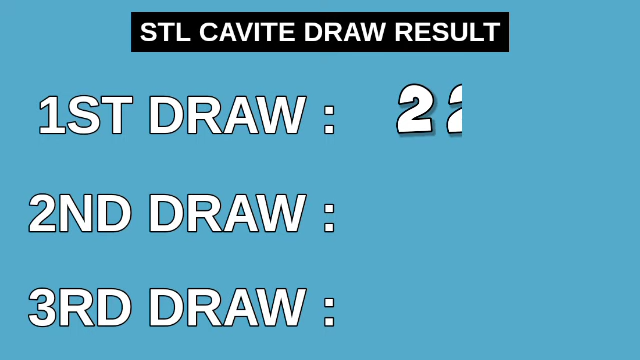 STL CAVITE DRAW RESULT
1ST DRAW : 2
2ND DRAW :
3RD DRAW :